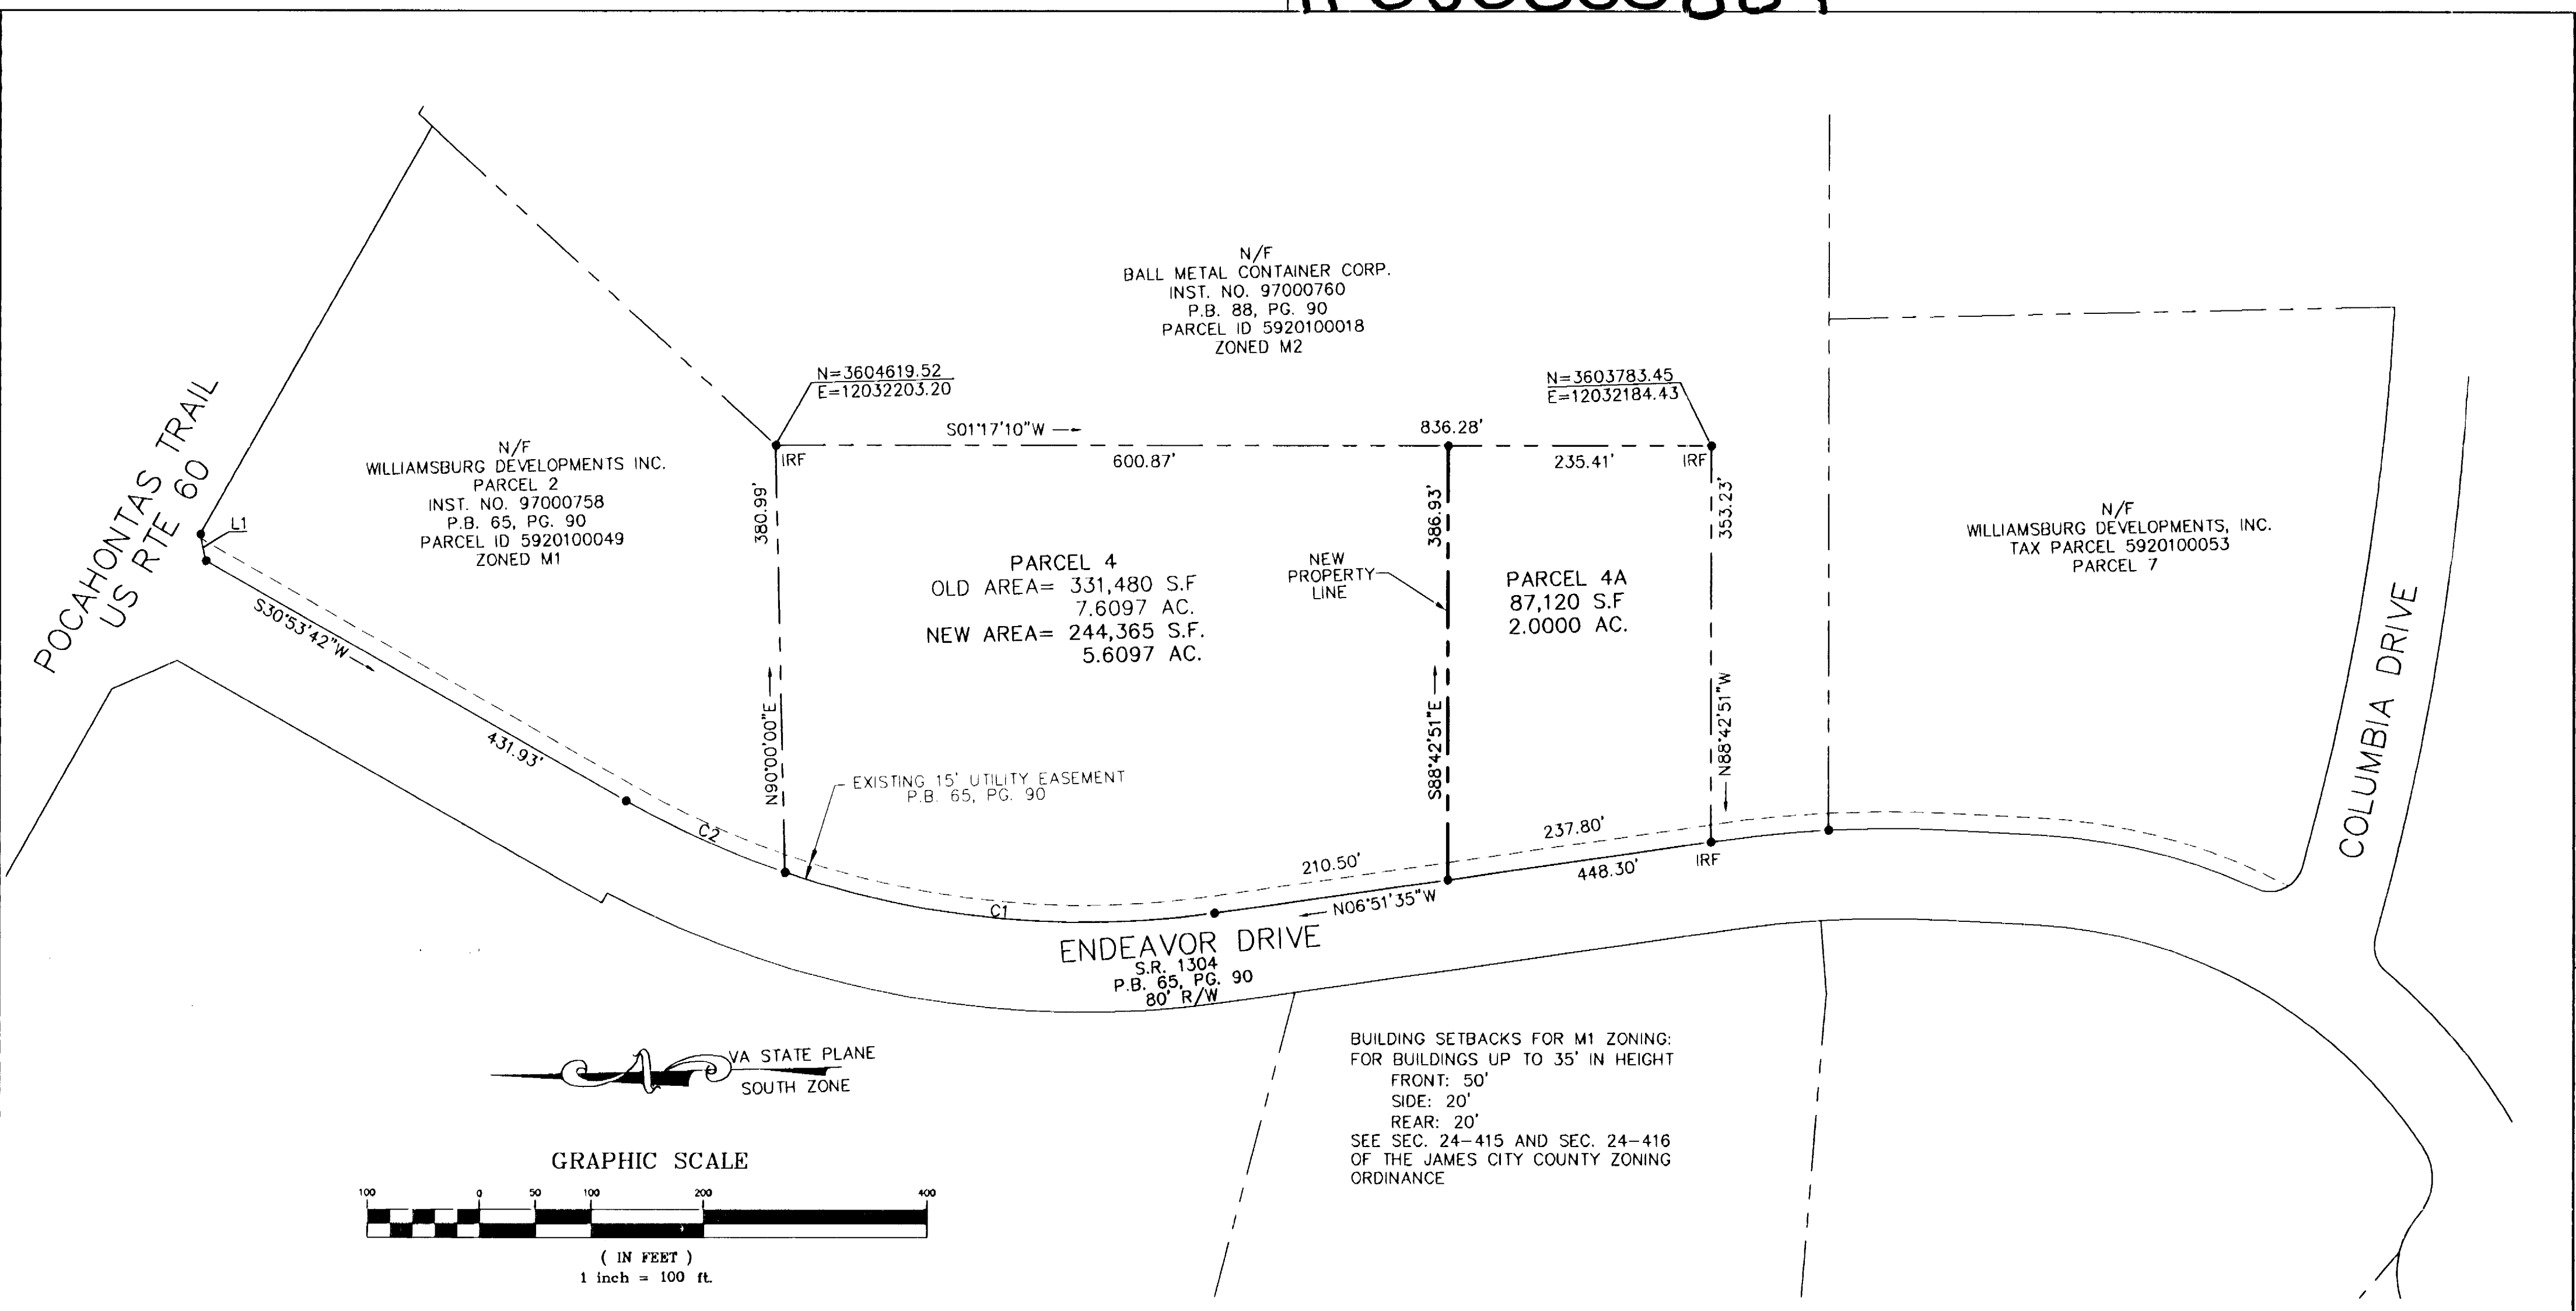 N/F
BALL METAL CONTAINER CORP.
INST. NO. 97000760
P.B. 88, PG. 90
PARCEL ID 5920100018
ZONED M2
N=3604619.52
E=12032203.20
N=3603783.45
E=12032184.43
S01°17'10"W
836.28'
IRF
600.87'
235.41'
IRF
POCAHONTAS TRAIL
US RTE 60
L1
N/F
WILLIAMSBURG DEVELOPMENTS INC.
PARCEL 2
INST. NO. 97000758
P.B. 65, PG. 90
PARCEL ID 5920100049
ZONED M1
380.99'
N90°00'00"E
PARCEL 4
OLD AREA= 331,480 S.F
7.6097 AC.
NEW AREA= 244,365 S.F.
5.6097 AC.
NEW
PROPERTY
LINE
386.93'
S88°42'51"E
PARCEL 4A
87,120 S.F
2.0000 AC.
353.23'
N88°42'51"W
N/F
WILLIAMSBURG DEVELOPMENTS, INC.
TAX PARCEL 5920100053
PARCEL 7
COLUMBIA DRIVE
S30°53'42"W
431.93'
C2
EXISTING 15' UTILITY EASEMENT
P.B. 65, PG. 90
C1
210.50'
237.80'
448.30'
IRF
N06°51'35"W
ENDEAVOR DRIVE
S.R. 1304
P.B. 65, PG. 90
80' R/W
VA STATE PLANE
SOUTH ZONE
N
BUILDING SETBACKS FOR M1 ZONING:
FOR BUILDINGS UP TO 35' IN HEIGHT
FRONT: 50'
SIDE: 20'
REAR: 20'
SEE SEC. 24-415 AND SEC. 24-416
OF THE JAMES CITY COUNTY ZONING
ORDINANCE
GRAPHIC SCALE
100 0 50 100 200 400
( IN FEET )
1 inch = 100 ft.